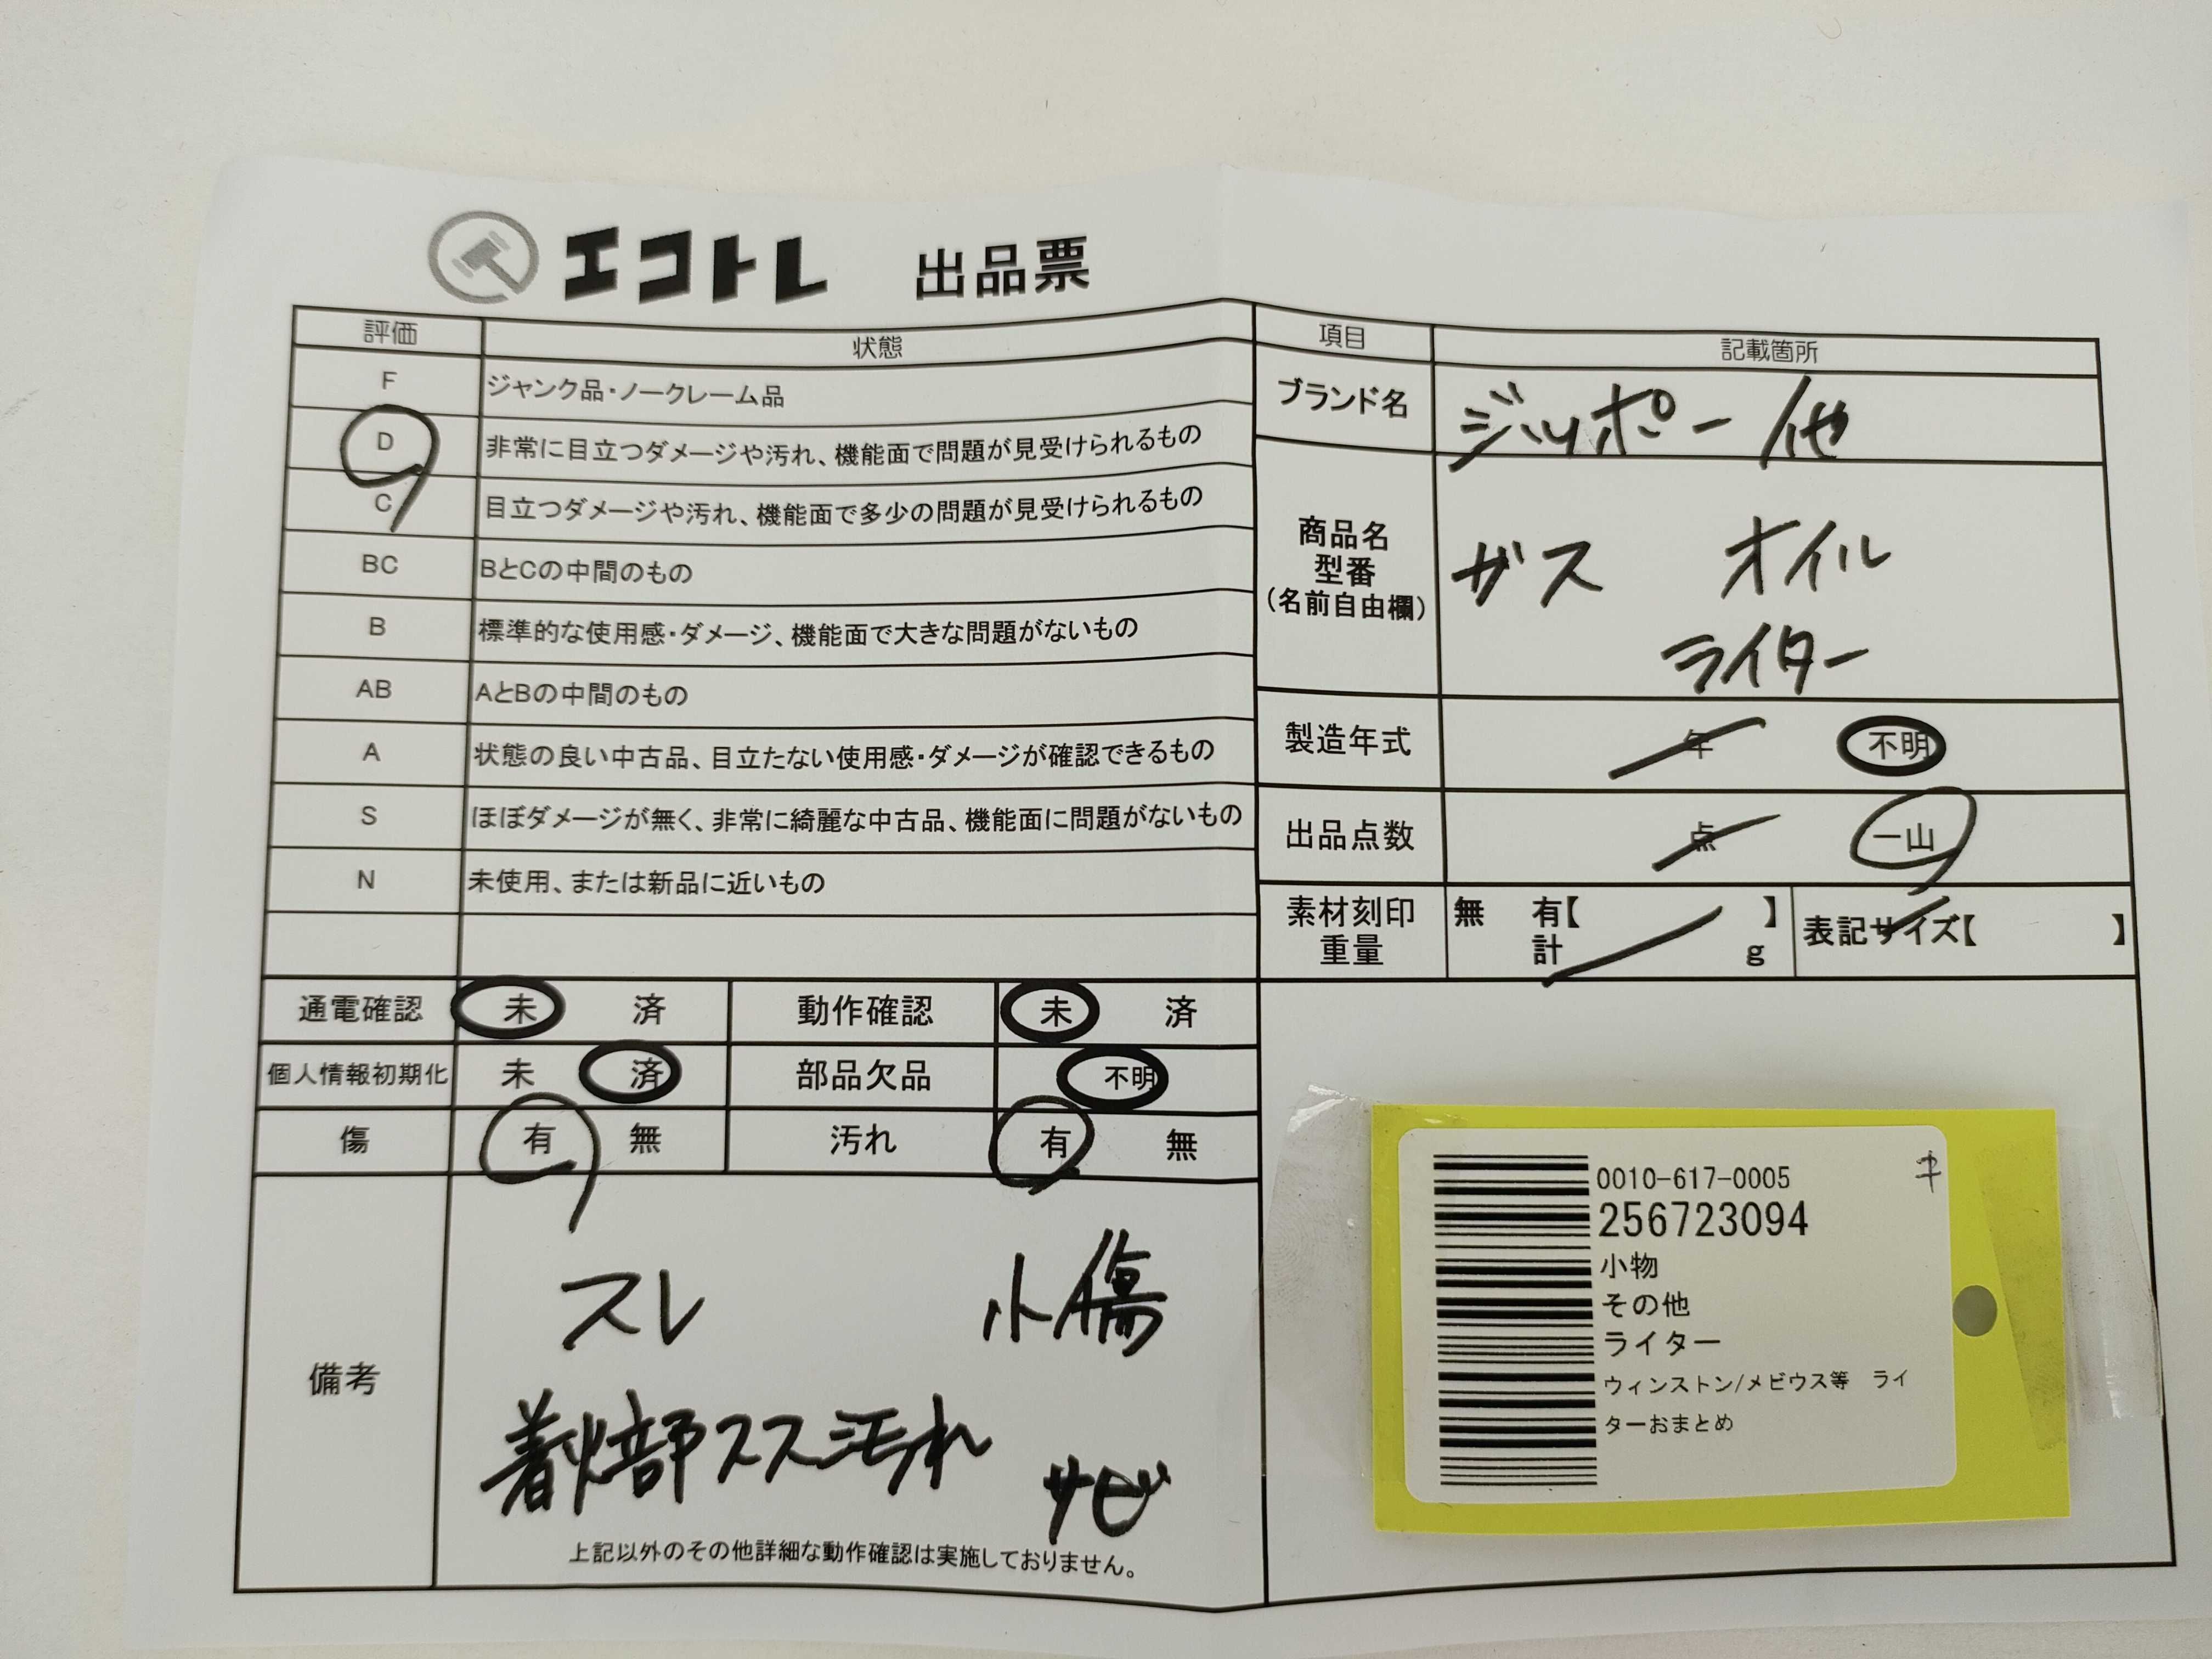 エコトレ 出品票
評価 状態
F ジャンク品・ノークレーム品
D 非常に目立つダメージや汚れ、機能面で問題が見受けられるもの
C 目立つダメージや汚れ、機能面で多少の問題が見受けられるもの
BC BとCの中間のもの
B 標準的な使用感・ダメージ、機能面で大きな問題がないもの
AB AとBの中間のもの
A 状態の良い中古品、目立たない使用感・ダメージが確認できるもの
S ほぼダメージが無く、非常に綺麗な中古品、機能面に問題がないもの
N 未使用、または新品に近いもの
項目 記載箇所
ブランド名 ジッポー 他
商品名
型番
(名前自由欄)
ガス オイル
ライター
製造年式 年 不明
出品点数 点 一山
素材刻印
重量
無 有【 】
計 g
表記サイズ【 】
通電確認 未 済 動作確認 未 済
個人情報初期化 未 済 部品欠品 不明
傷 有 無 汚れ 有 無
備考
スレ 小傷
着火部スス汚れ サビ
上記以外のその他詳細な動作確認は実施しておりません。
0010-617-0005
256723094
小物
その他
ライター
ウィンストン/メビウス等 ライ
ターおまとめ